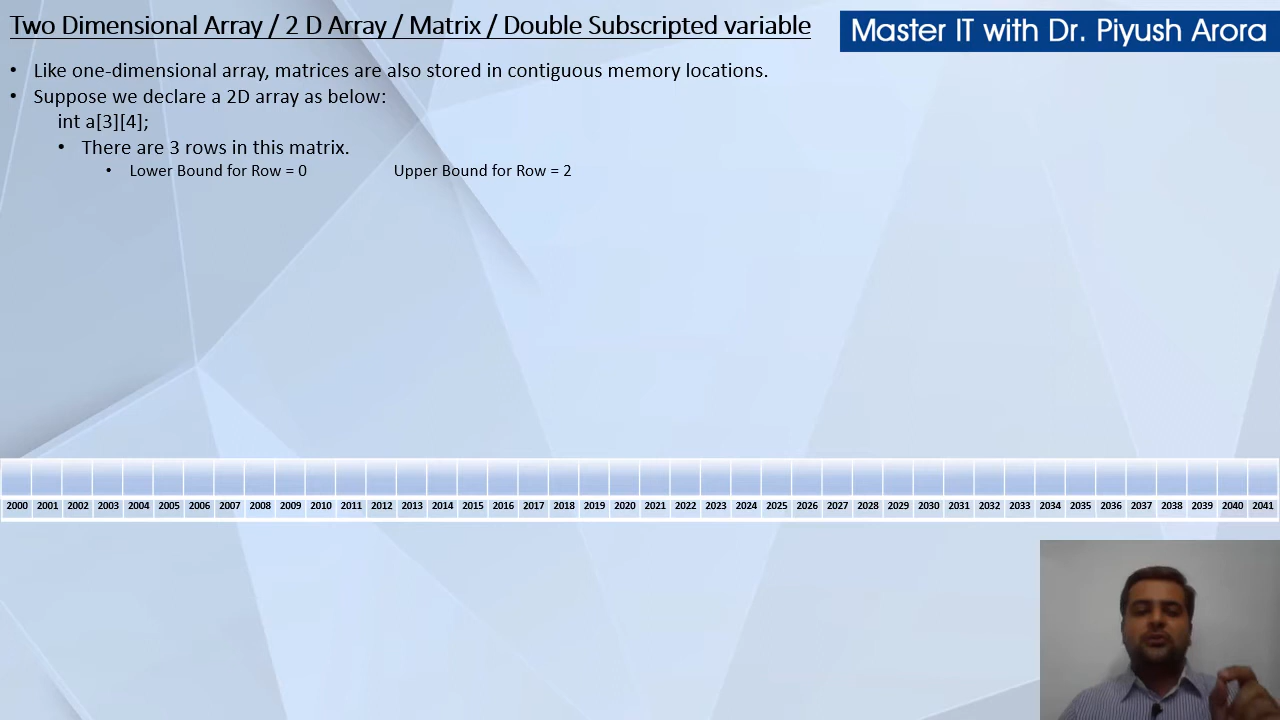 Two Dimensional Array / 2 D Array / Matrix / Double Subscripted variable
Master IT with Dr. Piyush Arora
• Like one-dimensional array, matrices are also stored in contiguous memory locations.
• Suppose we declare a 2D array as below:
int a[3][4];
• There are 3 rows in this matrix.
• Lower Bound for Row = 0 Upper Bound for Row = 2
2000 2001 2002 2003 2004 2005 2006 2007 2008 2009 2010 2011 2012 2013 2014 2015 2016 2017 2018 2019 2020 2021 2022 2023 2024 2025 2026 2027 2028 2029 2030 2031 2032 2033 2034 2035 2036 2037 2038 2039 2040 2041